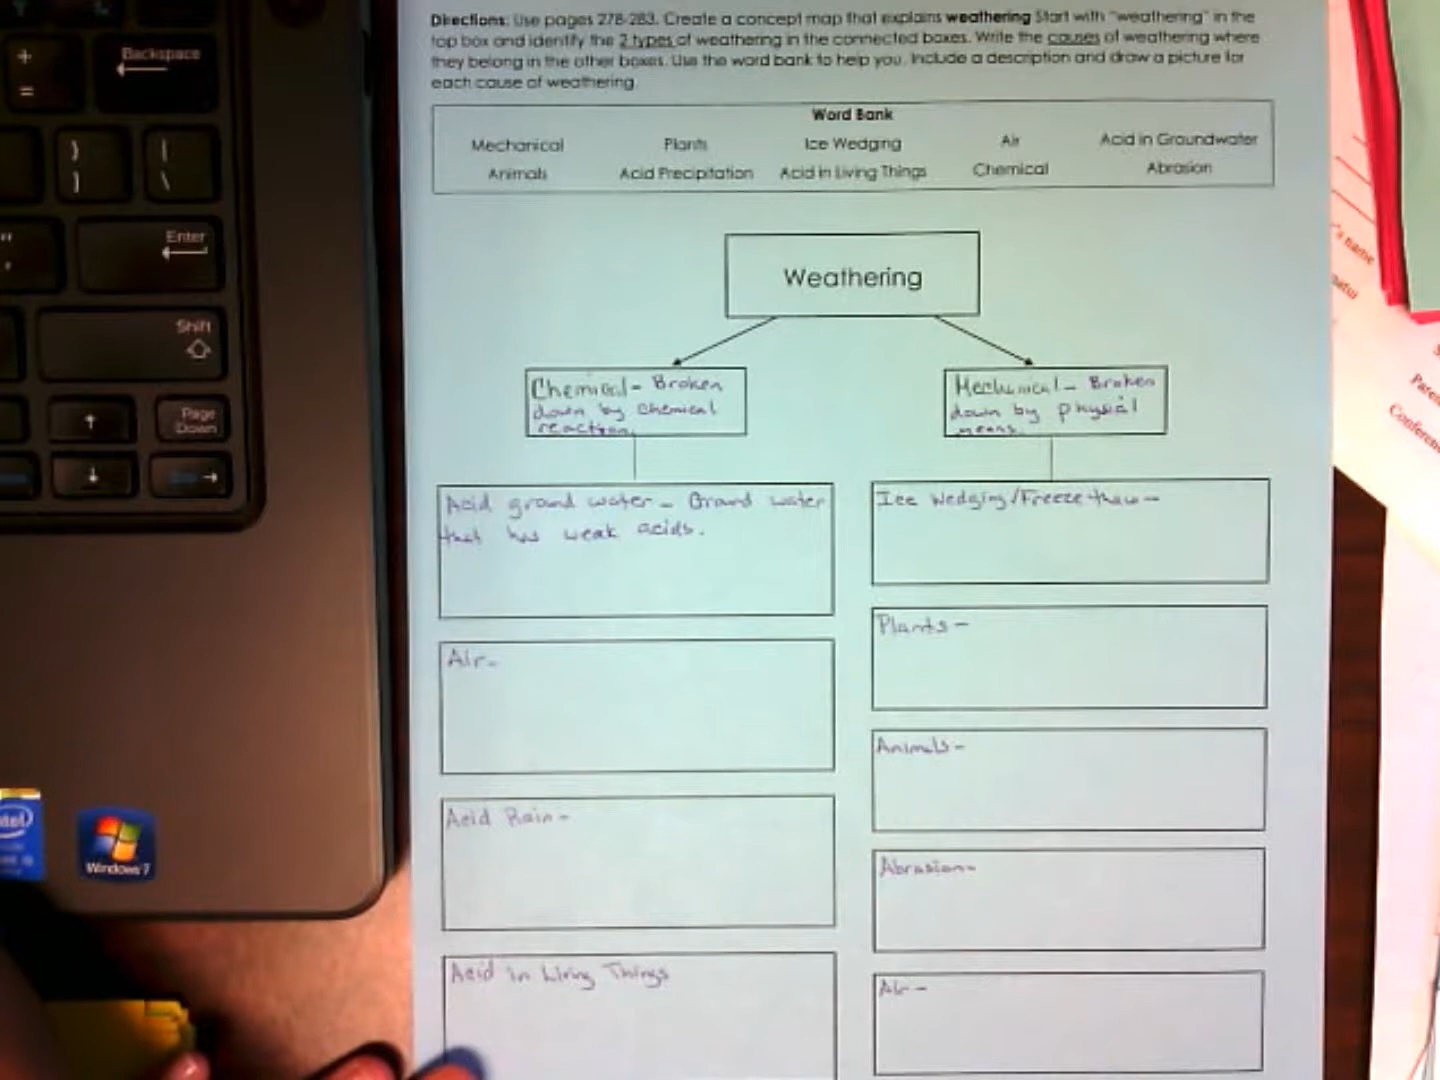 Directions: Use pages 278-283. Create a concept map that explains weathering Start with "weathering" in the
top box and identify the 2 types of weathering in the connected boxes. Write the causes of weathering where
they belong in the other boxes. Use the word bank to help you. Include a description and draw a picture for
each cause of weathering.
Word Bank
Mechanical Plants Ice Wedging Air Acid in Groundwater
Animals Acid Precipitation Acid in Living Things Chemical Abrasion
Weathering
Chemical - Broken
down by chemical
reaction.
Mechanical - Broken
down by physical
means.
Acid ground water - Ground water
that has weak acids.
Air -
Acid Rain -
Acid in Living Things
Ice Wedging/Freeze thaw -
Plants -
Animals -
Abrasion -
Air -
+
=
Backspace
}
]
|
\
"
Enter
Shift
Page
Down
intel
Windows 7
's name
Conferen